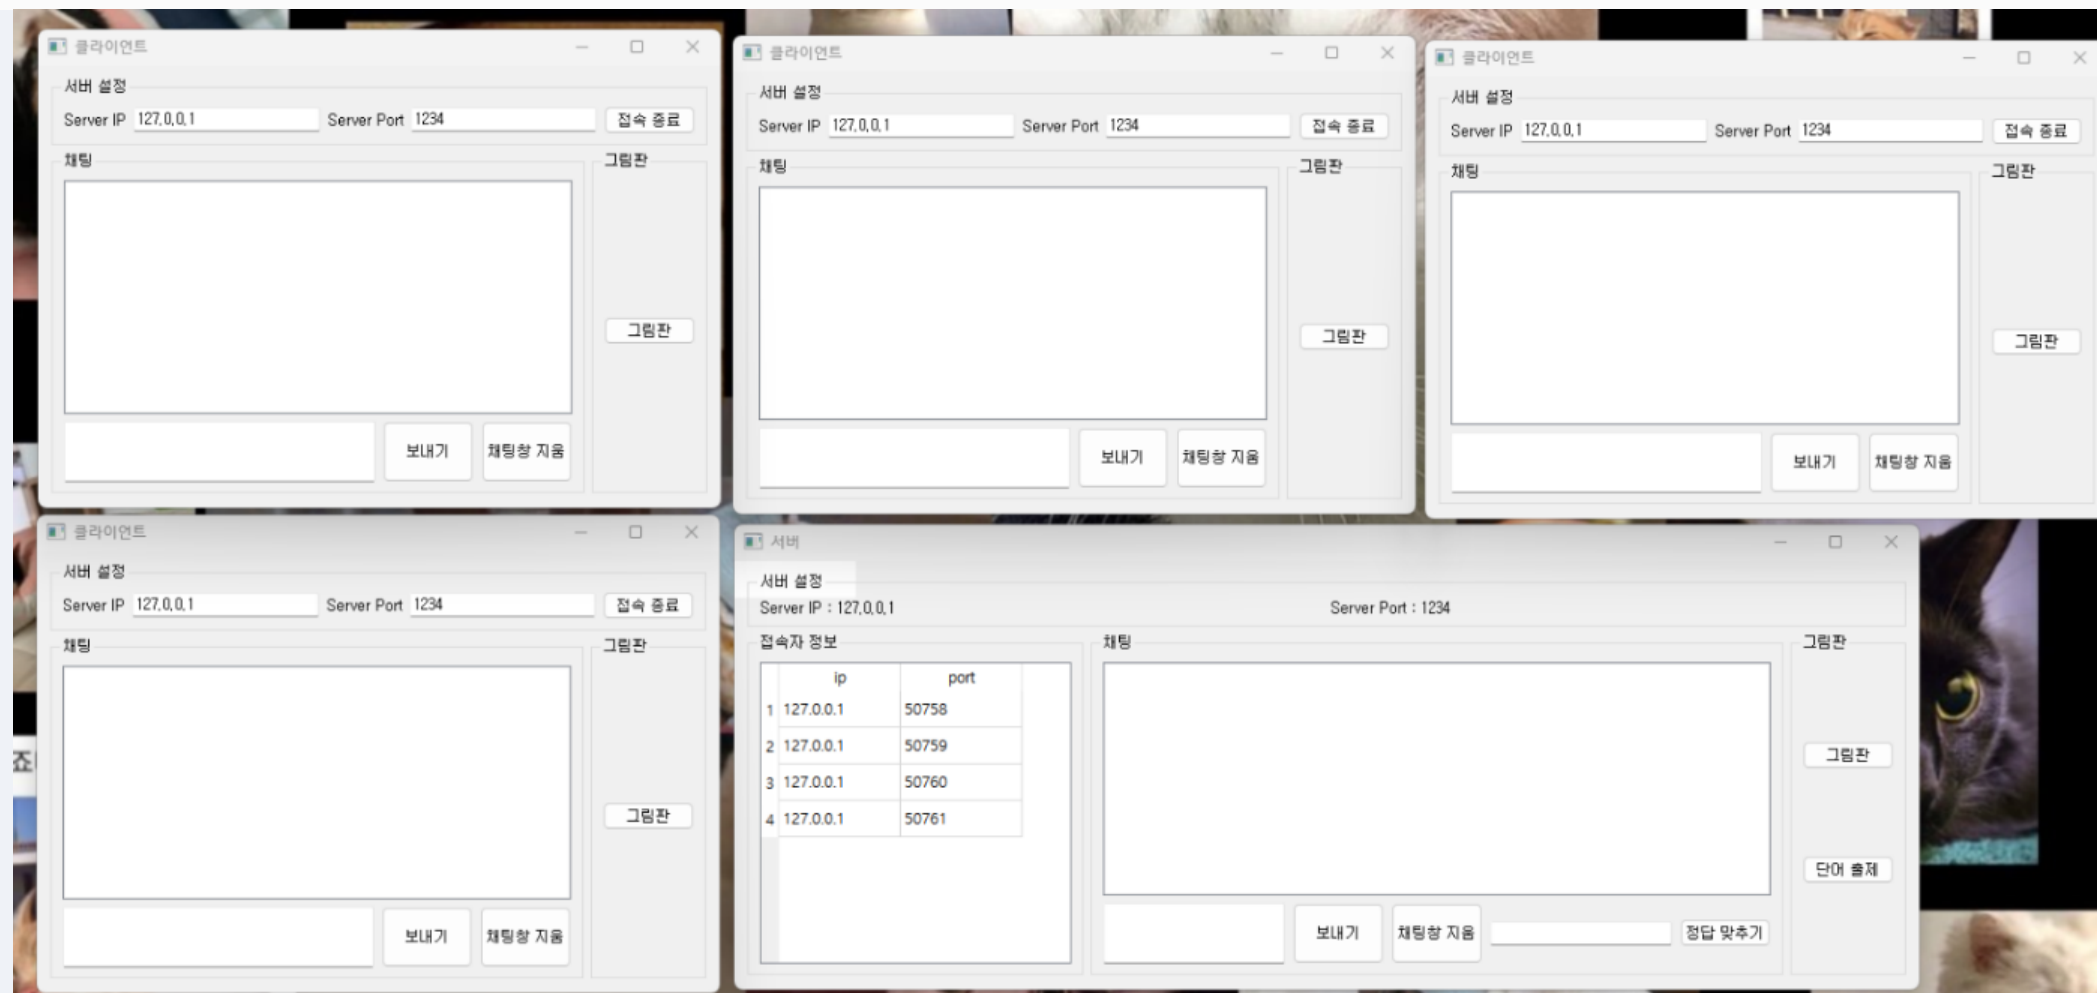 클라이언트
서버 설정
Server IP 127.0.0.1 Server Port 1234 접속 종료
채팅 그림판
그림판
보내기 채팅창 지움
클라이언트
서버 설정
Server IP 127.0.0.1 Server Port 1234 접속 종료
채팅 그림판
그림판
보내기 채팅창 지움
클라이언트
서버 설정
Server IP 127.0.0.1 Server Port 1234 접속 종료
채팅 그림판
그림판
보내기 채팅창 지움
클라이언트
서버 설정
Server IP 127.0.0.1 Server Port 1234 접속 종료
채팅 그림판
그림판
보내기 채팅창 지움
서버
서버 설정
Server IP : 127.0.0.1 Server Port : 1234
접속자 정보 채팅 그림판
ip port
1 127.0.0.1 50758
2 127.0.0.1 50759
3 127.0.0.1 50760
4 127.0.0.1 50761
그림판
단어 출제
보내기 채팅창 지움 정답 맞추기